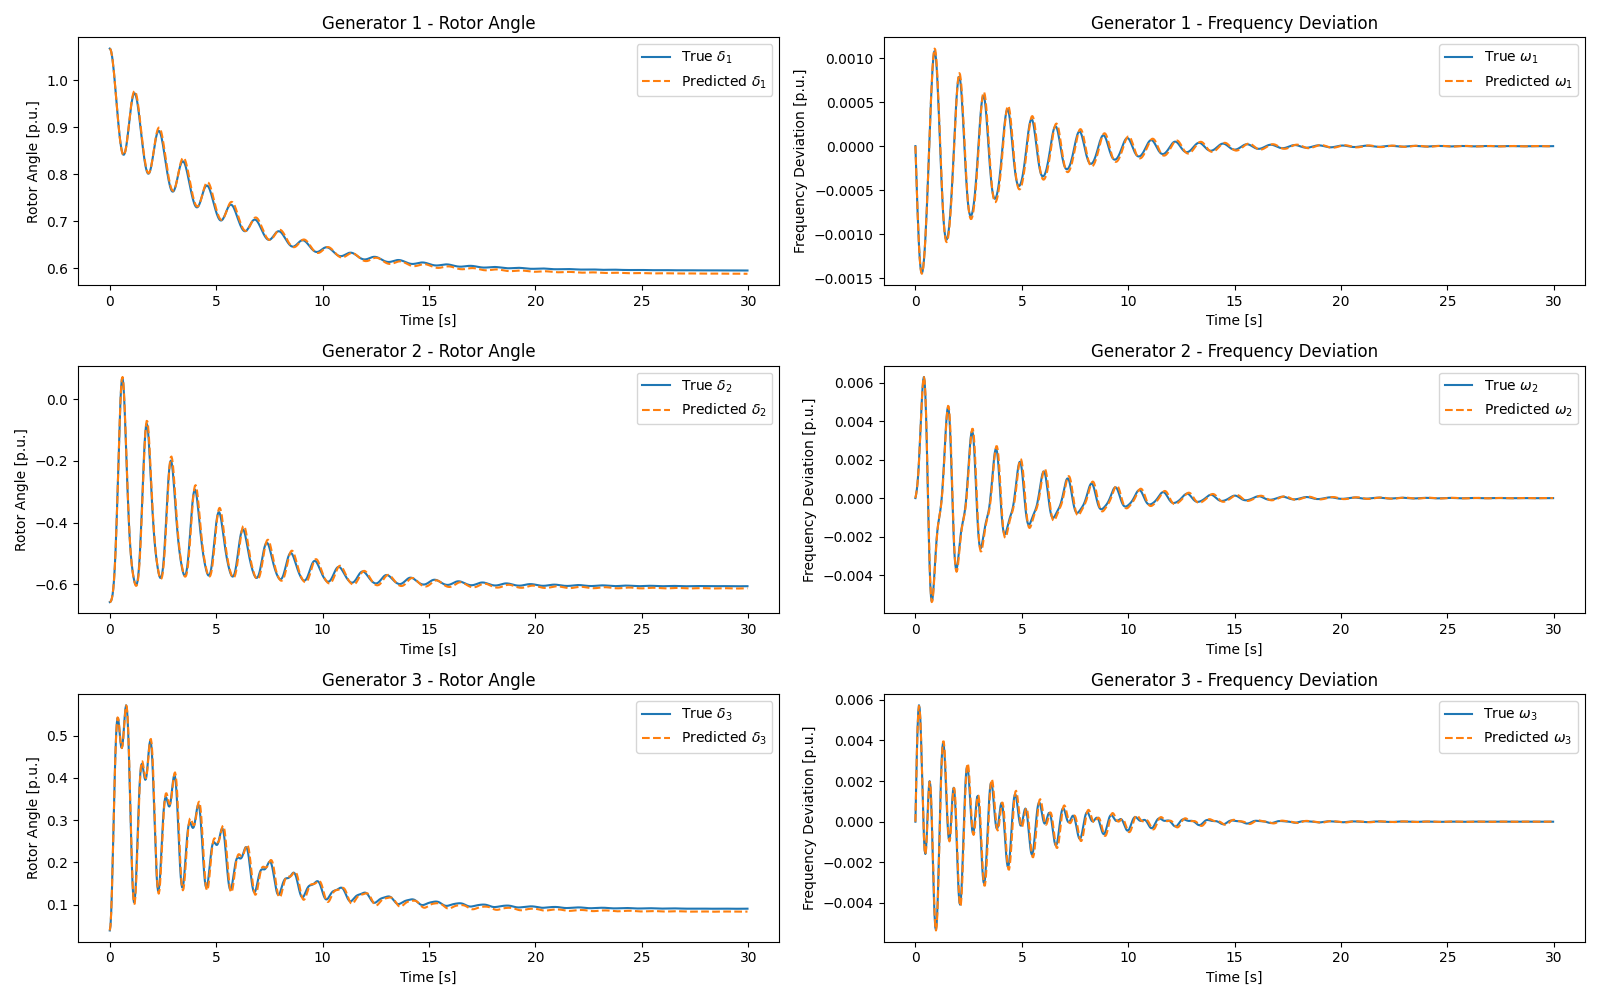 Generator 1 - Rotor Angle
Rotor Angle [p.u.]
1.0
0.9
0.8
0.7
0.6
True δ₁
Predicted δ₁
0 5 10 15 20 25 30
Time [s]
Generator 1 - Frequency Deviation
Frequency Deviation [p.u.]
0.0010
0.0005
0.0000
−0.0005
−0.0010
−0.0015
True ω₁
Predicted ω₁
0 5 10 15 20 25 30
Time [s]
Generator 2 - Rotor Angle
Rotor Angle [p.u.]
0.0
−0.2
−0.4
−0.6
True δ₂
Predicted δ₂
0 5 10 15 20 25 30
Time [s]
Generator 2 - Frequency Deviation
Frequency Deviation [p.u.]
0.006
0.004
0.002
0.000
−0.002
−0.004
True ω₂
Predicted ω₂
0 5 10 15 20 25 30
Time [s]
Generator 3 - Rotor Angle
Rotor Angle [p.u.]
0.5
0.4
0.3
0.2
0.1
True δ₃
Predicted δ₃
0 5 10 15 20 25 30
Time [s]
Generator 3 - Frequency Deviation
Frequency Deviation [p.u.]
0.006
0.004
0.002
0.000
−0.002
−0.004
True ω₃
Predicted ω₃
0 5 10 15 20 25 30
Time [s]